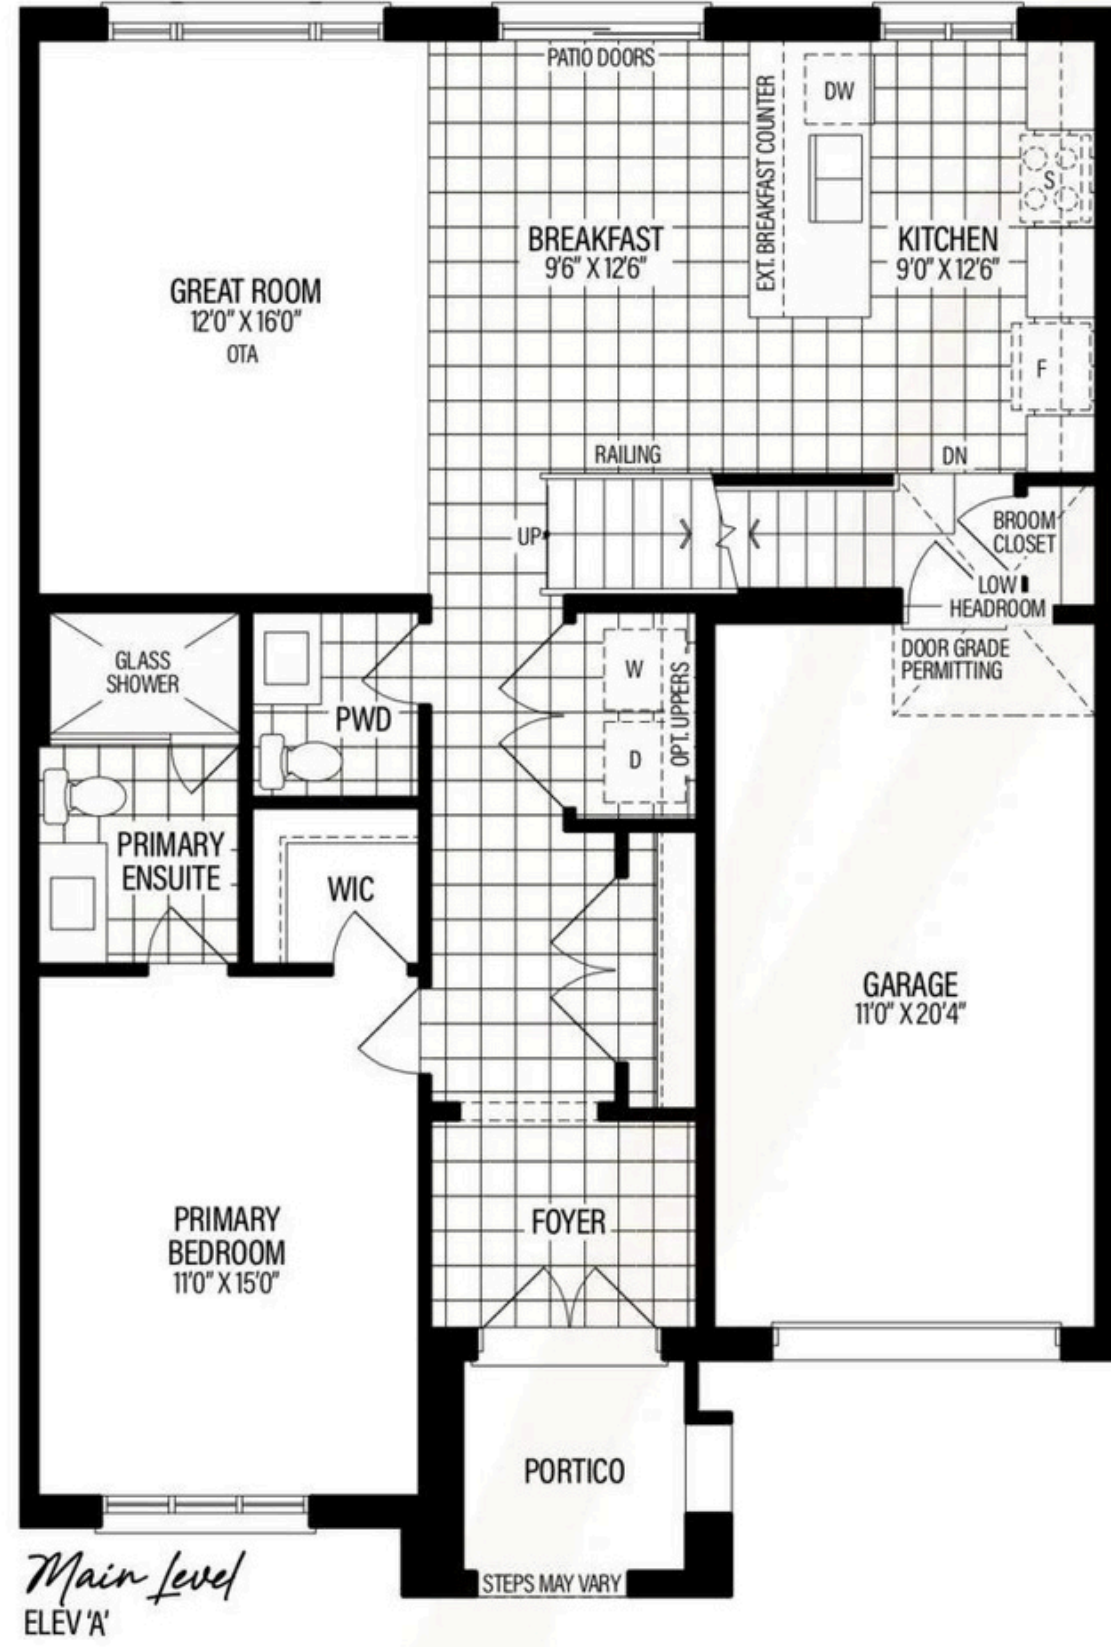 PATIO DOORS
EXT. BREAKFAST COUNTER
DW
S
BREAKFAST
9'6" X 12'6"
KITCHEN
9'0" X 12'6"
GREAT ROOM
12'0" X 16'0"
OTA
F
RAILING
DN
UP
BROOM
CLOSET
LOW
HEADROOM
DOOR GRADE
PERMITTING
GLASS
SHOWER
PWD
W
D
OPT. UPPERS
PRIMARY
ENSUITE
WIC
GARAGE
11'0" X 20'4"
PRIMARY
BEDROOM
11'0" X 15'0"
FOYER
PORTICO
STEPS MAY VARY
Main Level
ELEV 'A'